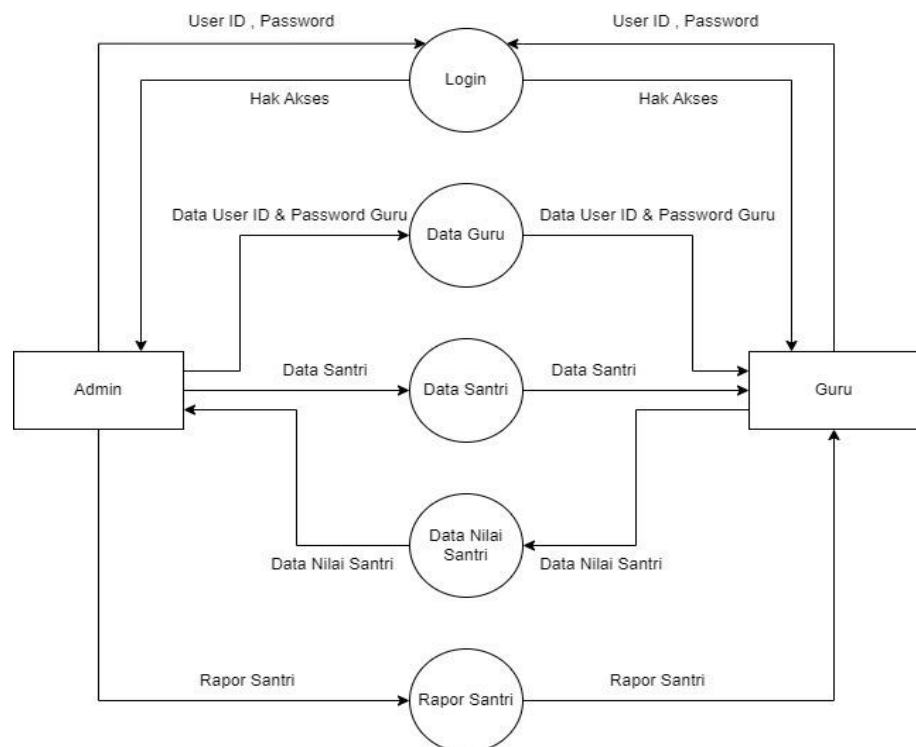 User ID , Password
User ID , Password
Login
Hak Akses
Hak Akses
Data User ID & Password Guru
Data User ID & Password Guru
Data Guru
Data Santri
Data Santri
Admin
Data Santri
Guru
Data Nilai
Santri
Data Nilai Santri
Data Nilai Santri
Rapor Santri
Rapor Santri
Rapor Santri